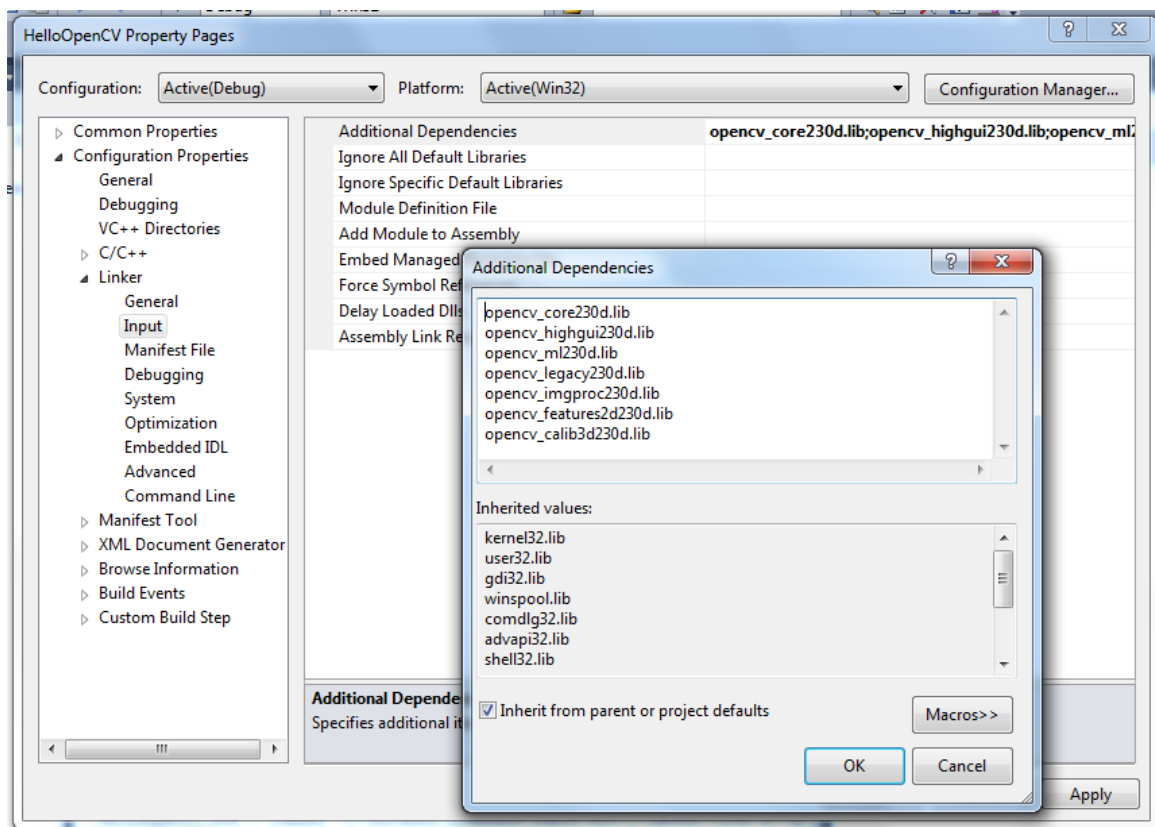 HelloOpenCV Property Pages
Configuration: Active(Debug) Platform: Active(Win32) Configuration Manager...
Common Properties
Configuration Properties
General
Debugging
VC++ Directories
C/C++
Linker
General
Input
Manifest File
Debugging
System
Optimization
Embedded IDL
Advanced
Command Line
Manifest Tool
XML Document Generator
Browse Information
Build Events
Custom Build Step
Additional Dependencies opencv_core230d.lib;opencv_highgui230d.lib;opencv_ml2
Ignore All Default Libraries
Ignore Specific Default Libraries
Module Definition File
Add Module to Assembly
Embed Managed
Force Symbol Ref
Delay Loaded Dlls
Assembly Link Re
Additional Depende
Specifies additional it
Additional Dependencies
opencv_core230d.lib
opencv_highgui230d.lib
opencv_ml230d.lib
opencv_legacy230d.lib
opencv_imgproc230d.lib
opencv_features2d230d.lib
opencv_calib3d230d.lib
Inherited values:
kernel32.lib
user32.lib
gdi32.lib
winspool.lib
comdlg32.lib
advapi32.lib
shell32.lib
Inherit from parent or project defaults
Macros>>
OK Cancel
Apply